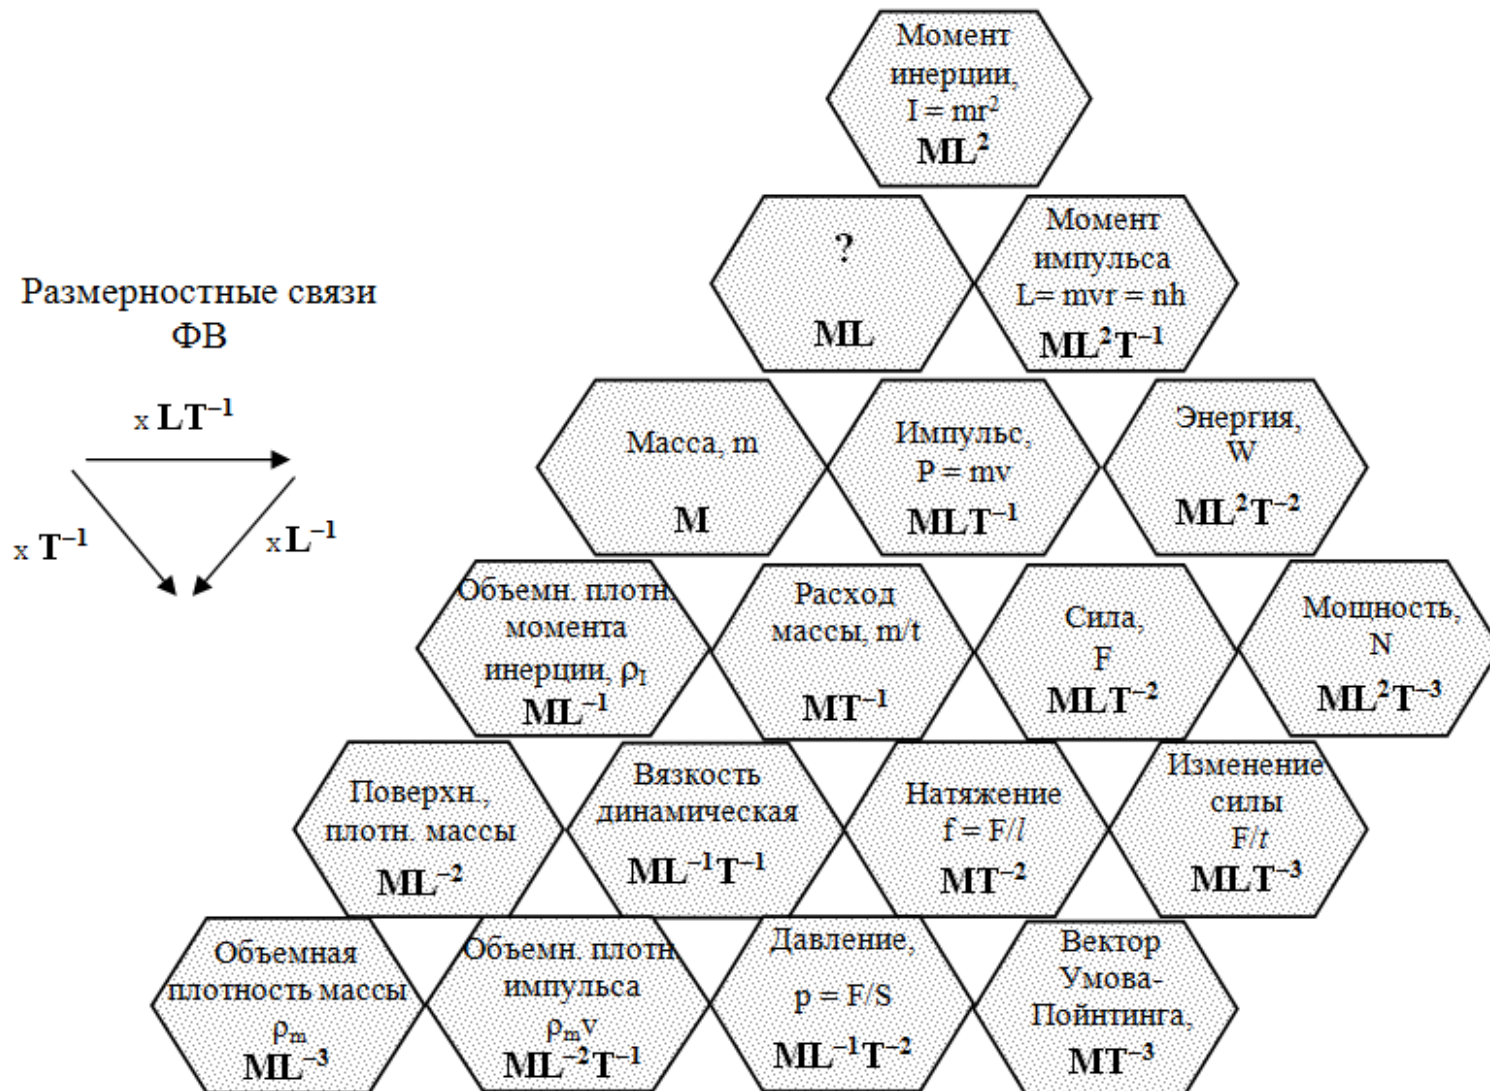 Момент
инерции,
I = mr²
ML²
?
ML
Момент
импульса
L= mvr = nh
ML²T⁻¹
Размерностные связи
ФВ
x LT⁻¹
x T⁻¹
x L⁻¹
Масса, m
M
Импульс,
P = mv
MLT⁻¹
Энергия,
W
ML²T⁻²
Объемн. плотн.
момента
инерции, ρI
ML⁻¹
Расход
массы, m/t
MT⁻¹
Сила,
F
MLT⁻²
Мощность,
N
ML²T⁻³
Поверхн.,
плотн. массы
ML⁻²
Вязкость
динамическая
ML⁻¹T⁻¹
Натяжение
f = F/l
MT⁻²
Изменение
силы
F/t
MLT⁻³
Объемная
плотность массы
ρm
ML⁻³
Объемн. плотн.
импульса
ρmv
ML⁻²T⁻¹
Давление,
p = F/S
ML⁻¹T⁻²
Вектор
Умова-
Пойнтинга,
MT⁻³